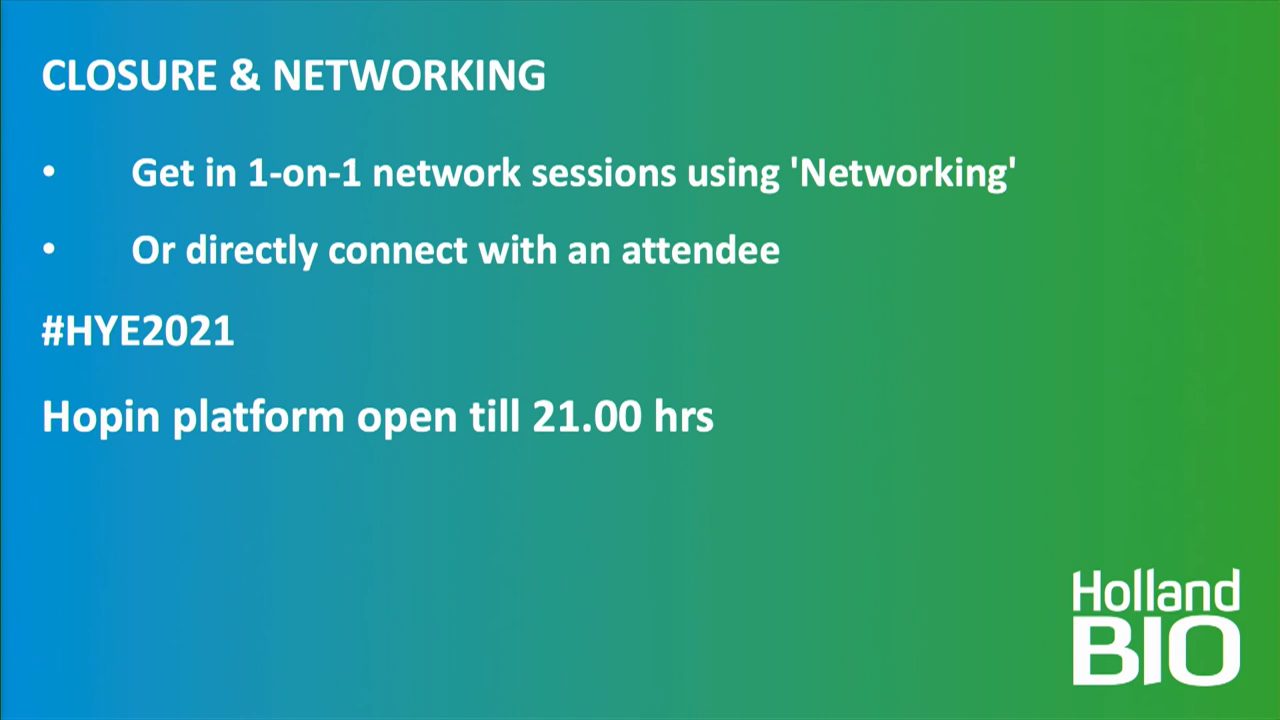 CLOSURE & NETWORKING
• Get in 1-on-1 network sessions using 'Networking'
• Or directly connect with an attendee
#HYE2021
Hopin platform open till 21.00 hrs
Holland
BIO